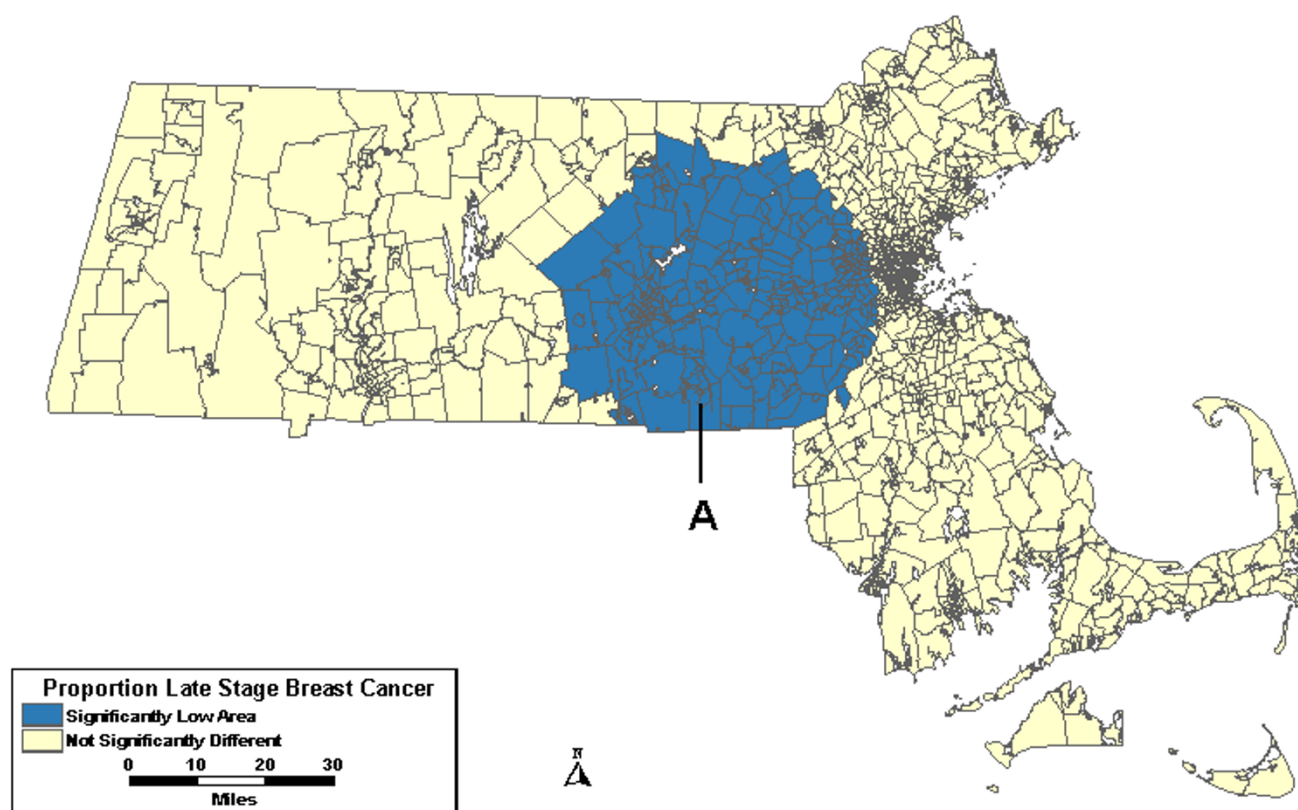 A
Proportion Late Stage Breast Cancer
Significantly Low Area
Not Significantly Different
0 10 20 30
Miles
N